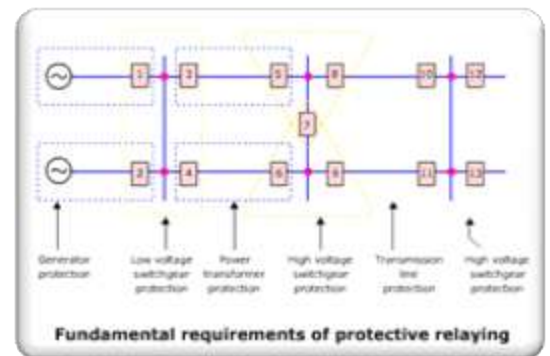 1
3
5
8
10
12
7
2
4
6
9
11
13
Generator
protection
Low voltage
switchgear
protection
Power
transformer
protection
High voltage
switchgear
protection
Transmission
line
protection
High voltage
switchgear
protection
Fundamental requirements of protective relaying